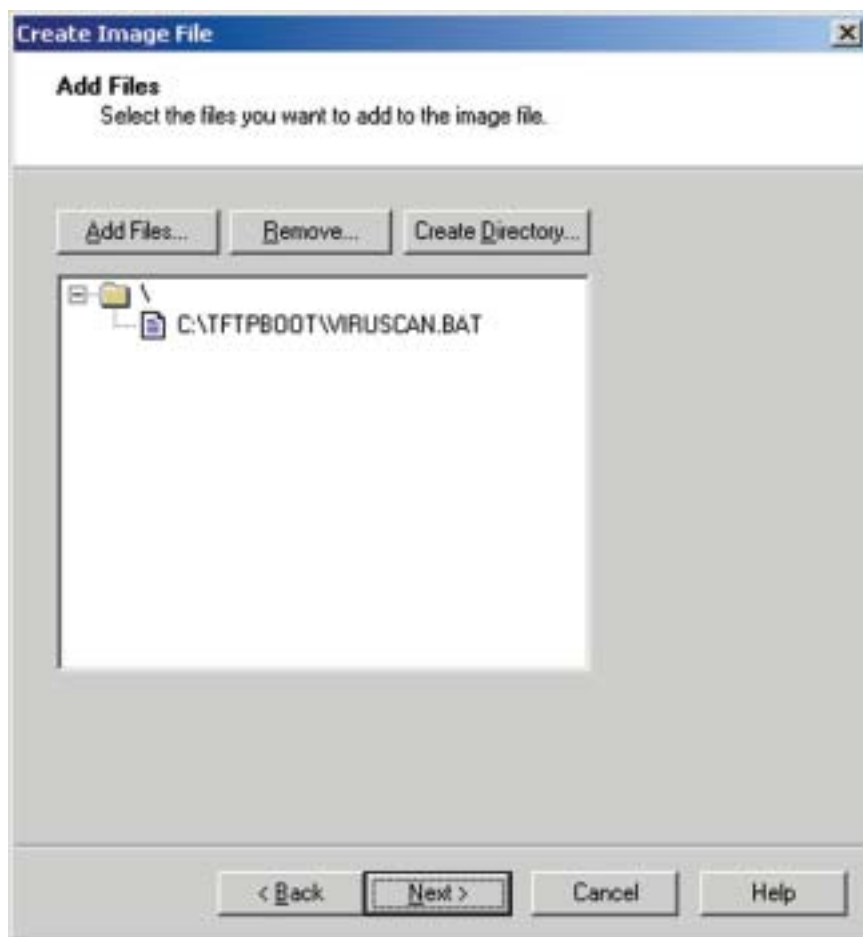 Create Image File
Add Files
Select the files you want to add to the image file.
Add Files... Remove... Create Directory...
\
C:\TFTPBOOT\VIRUSCAN.BAT
< Back Next > Cancel Help